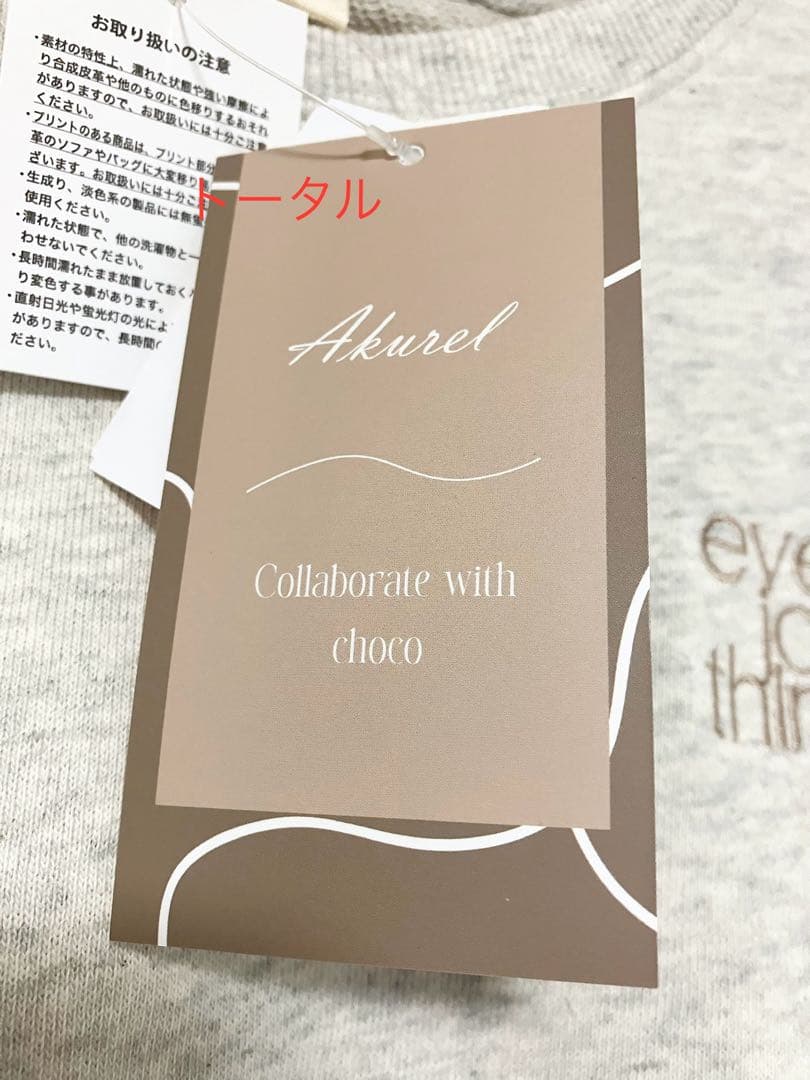 お取り扱いの注意
・素材の特性上、濡れた状態や強い摩擦によ
り合成皮革や他のものに色移りするおそれ
がありますので、お取扱いには十分ご注意
ください。
・プリントのある商品は、プリント部分
革のソファやバッグに大変移り
ざいます。お取扱いには十分ご注
・生成り、淡色系の製品には無蛍
使用ください。
・濡れた状態で、他の洗濯物と一
わせないでください。
・長時間濡れたまま放置しておく
り変色する事があります。
・直射日光や蛍光灯の光によ
がありますので、長時間
ださい。
トータル
Akurel
Collaborate with
choco
eye
thin